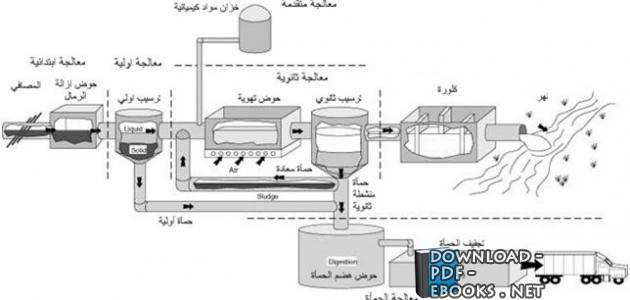 معالجة متقدمة
خزان مواد كيميائية
معالجة ابتدائية
معالجة اولية
معالجة ثانوية
المصافي
حوض ازالة
الرمال
ترسيب اولي
حوض تهوية
ترسيب ثانوي
كلورة
نهر
Liquid
Solid
Air
حمأة معادة
Sludge
حمأة
منشطة
ثانوية
حمأة أولية
Digestion
حوض هضم الحمأة
تجفيف الحمأة
معالجة الحمأة
DOWNLOAD -
PDF-
EBOOKS . NET